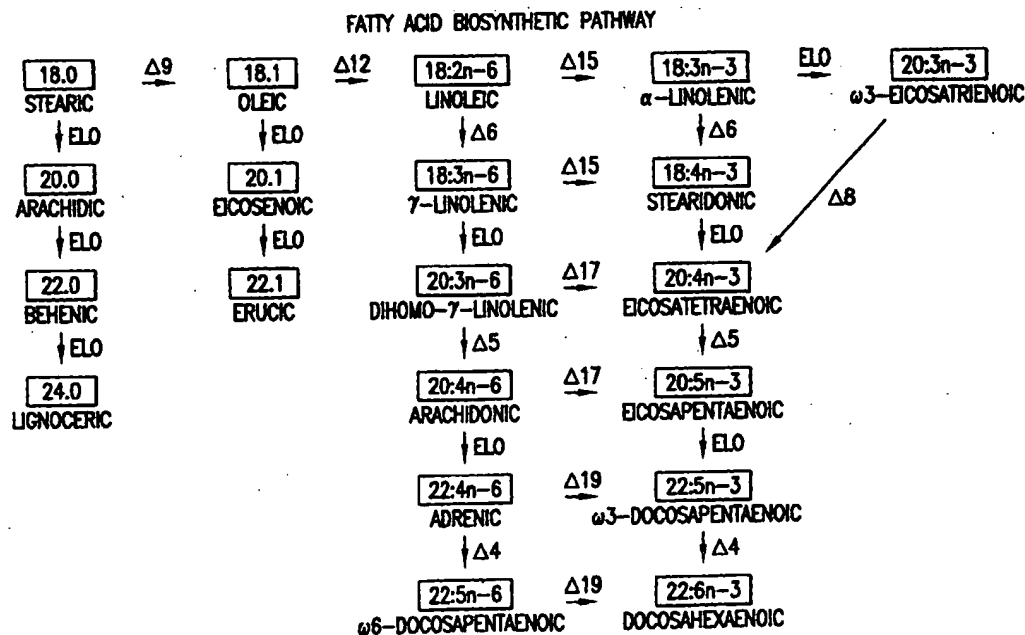 FATTY ACID BIOSYNTHETIC PATHWAY
18.0 Δ9 18.1 Δ12 18:2n-6 Δ15 18:3n-3 ELO 20:3n-3
STEARIC OLEIC LINOLEIC α-LINOLENIC ω3-EICOSATRIENOIC
ELO ELO Δ6 Δ6
20.0 20.1 18:3n-6 Δ15 18:4n-3
ARACHIDIC EICOSENOIC γ-LINOLENIC STEARIDONIC
Δ8
ELO ELO ELO ELO
22.0 22.1 20:3n-6 Δ17 20:4n-3
BEHENIC ERUCIC DIHOMO-γ-LINOLENIC EICOSATETRAENOIC
ELO Δ5 Δ5
24.0 20:4n-6 Δ17 20:5n-3
LIGNOCERIC ARACHIDONIC EICOSAPENTAENOIC
ELO ELO
22:4n-6 Δ19 22:5n-3
ADRENIC ω3-DOCOSAPENTAENOIC
Δ4 Δ4
22:5n-6 Δ19 22:6n-3
ω6-DOCOSAPENTAENOIC DOCOSAHEXAENOIC